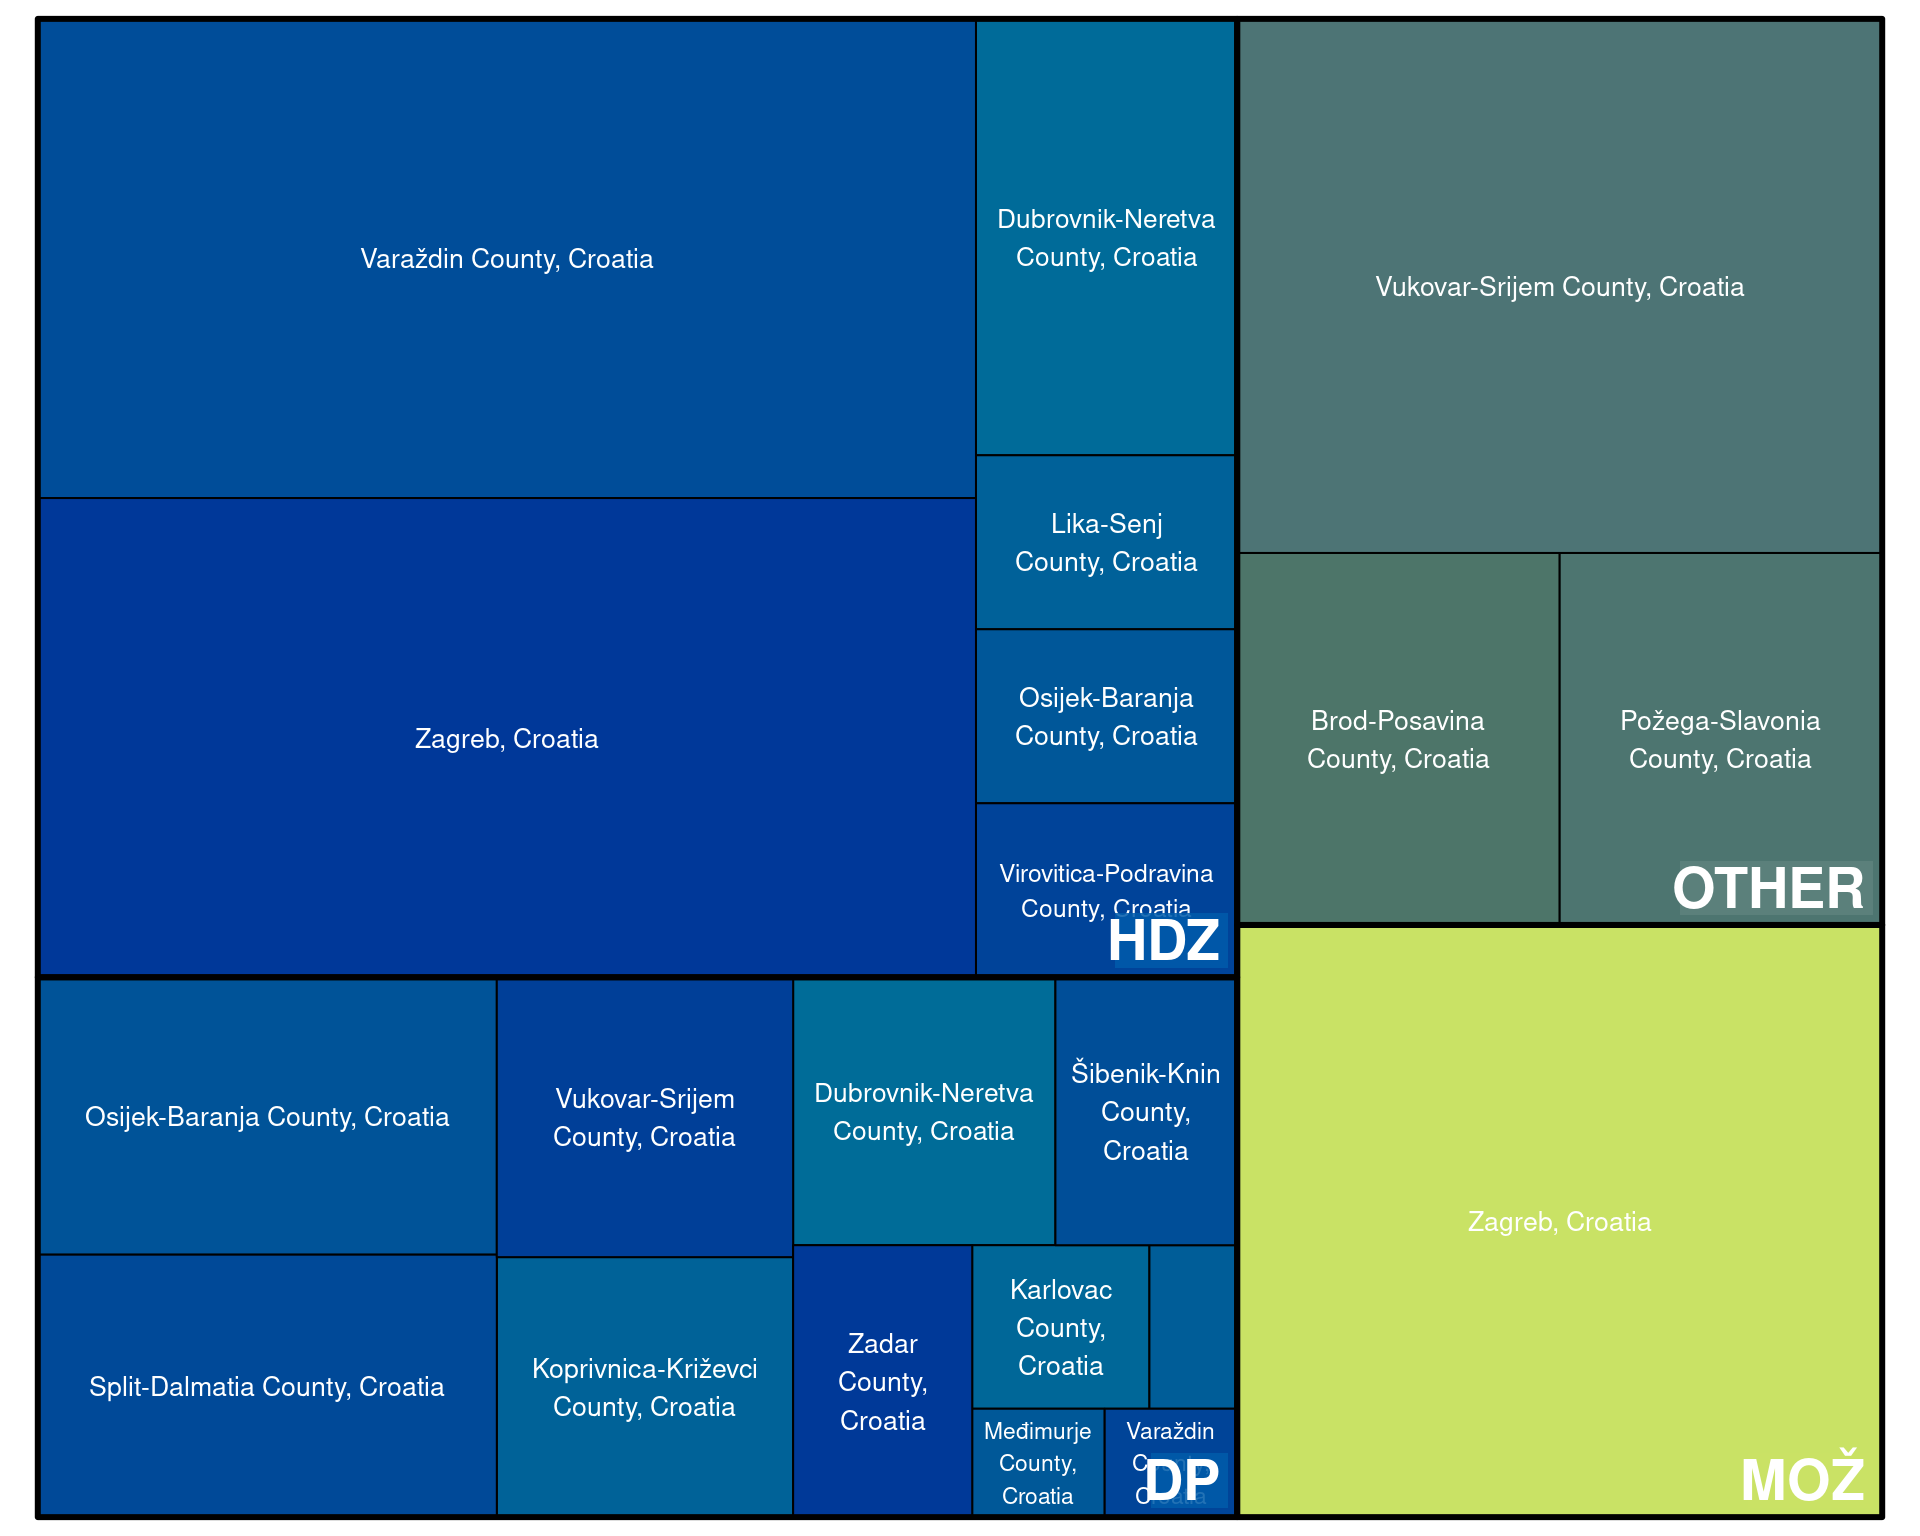 Varaždin County, Croatia
Zagreb, Croatia
Dubrovnik-Neretva
County, Croatia
Lika-Senj
County, Croatia
Osijek-Baranja
County, Croatia
Virovitica-Podravina
County, Croatia
HDZ
Vukovar-Srijem County, Croatia
Brod-Posavina
County, Croatia
Požega-Slavonia
County, Croatia
OTHER
Osijek-Baranja County, Croatia
Split-Dalmatia County, Croatia
Vukovar-Srijem
County, Croatia
Koprivnica-Križevci
County, Croatia
Dubrovnik-Neretva
County, Croatia
Šibenik-Knin
County,
Croatia
Zadar
County,
Croatia
Karlovac
County,
Croatia
Međimurje
County,
Croatia
Varaždin
DP
Zagreb, Croatia
MOŽ